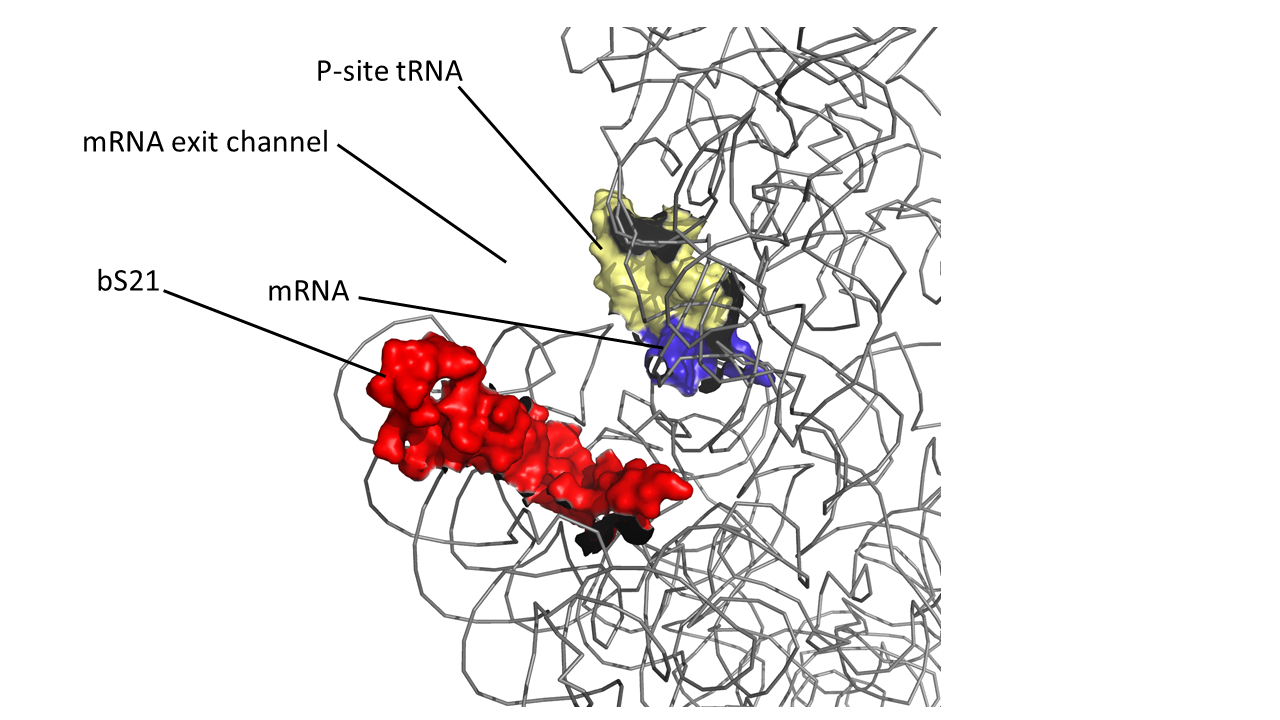 P-site tRNA
mRNA exit channel
bS21
mRNA